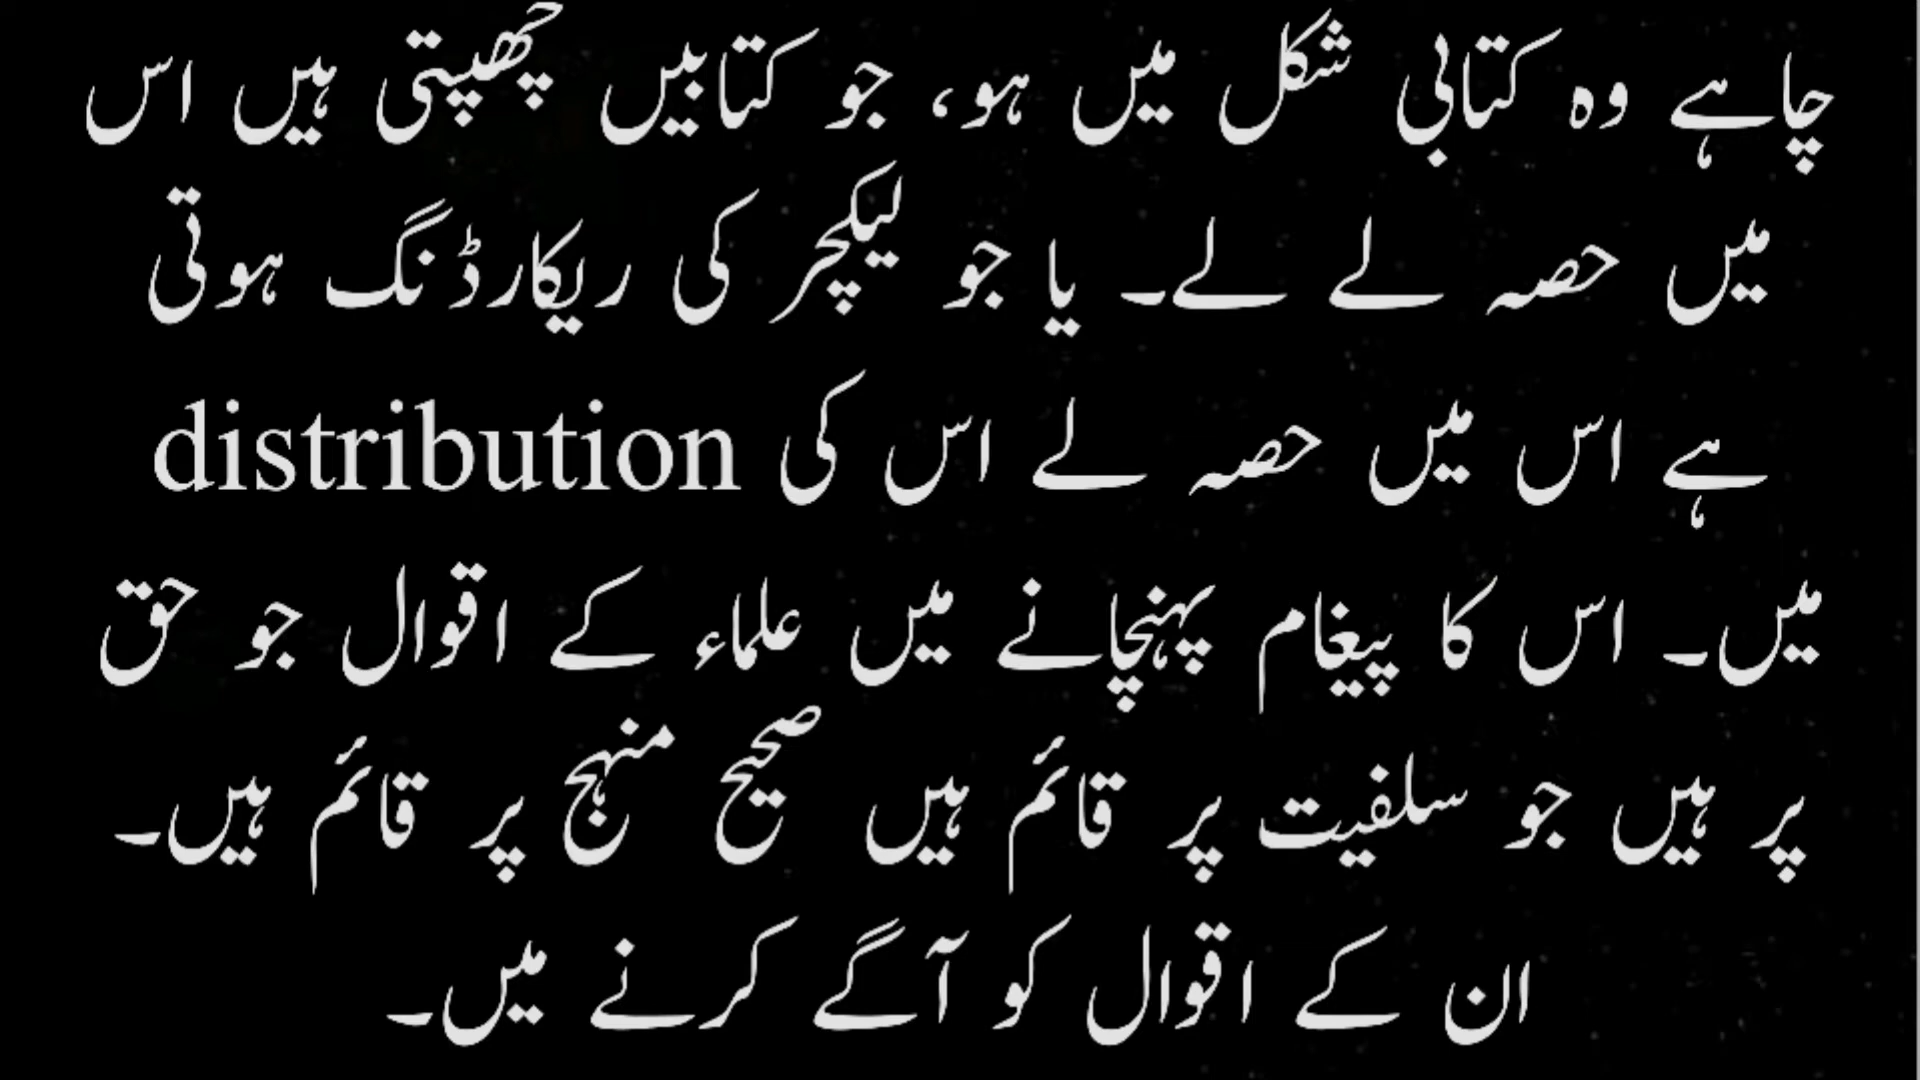 چاہے وہ کتابی شکل میں ہو، جو کتابیں چھپتی ہیں اس
میں حصہ لے لے۔ یا جو لیکچر کی ریکارڈنگ ہوتی
ہے اس میں حصہ لے اس کی distribution
میں۔ اس کا پیغام پہنچانے میں علماء کے اقوال جو حق
پر ہیں جو سلفیت پر قائم ہیں صحیح منہج پر قائم ہیں۔
ان کے اقوال کو آگے کرنے میں۔